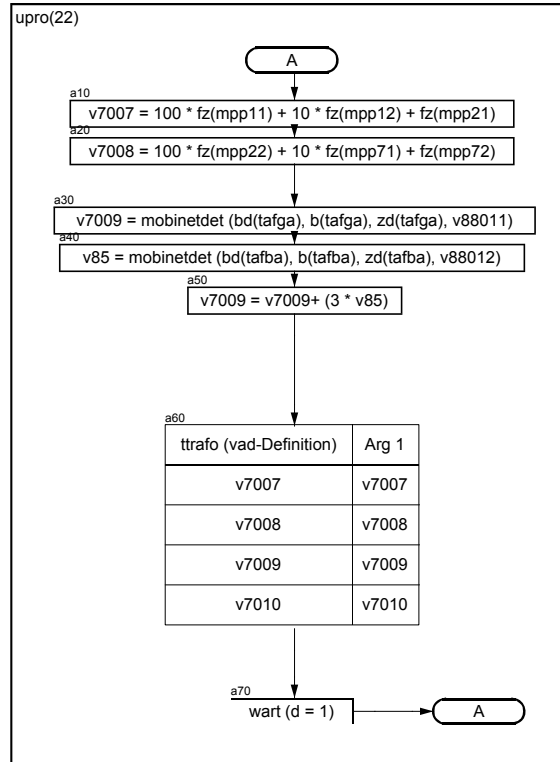 upro(22)
A
a10
v7007 = 100 * fz(mpp11) + 10 * fz(mpp12) + fz(mpp21)
a20
v7008 = 100 * fz(mpp22) + 10 * fz(mpp71) + fz(mpp72)
a30
v7009 = mobinetdet (bd(tafga), b(tafga), zd(tafga), v88011)
a40
v85 = mobinetdet (bd(tafba), b(tafba), zd(tafba), v88012)
a50
v7009 = v7009+ (3 * v85)
a60
ttrafo (vad-Definition) Arg 1
v7007 v7007
v7008 v7008
v7009 v7009
v7010 v7010
a70
wart (d = 1) A